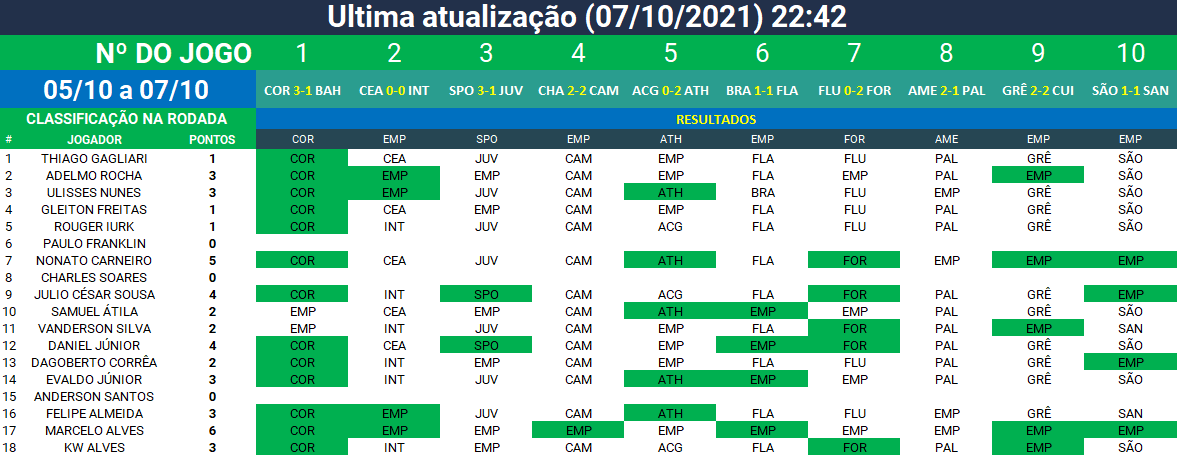 Ultima atualização (07/10/2021) 22:42
Nº DO JOGO 1 2 3 4 5 6 7 8 9 10
05/10 a 07/10 COR 3-1 BAH CEA 0-0 INT SPO 3-1 JUV CHA 2-2 CAM ACG 0-2 ATH BRA 1-1 FLA FLU 0-2 FOR AME 2-1 PAL GRÊ 2-2 CUI SÃO 1-1 SAN
CLASSIFICAÇÃO NA RODADA RESULTADOS
# JOGADOR PONTOS COR EMP SPO EMP ATH EMP FOR AME EMP EMP
1 THIAGO GAGLIARI 1 COR CEA JUV CAM EMP FLA FLU PAL GRÊ SÃO
2 ADELMO ROCHA 3 COR EMP EMP CAM EMP FLA EMP PAL EMP SÃO
3 ULISSES NUNES 3 COR EMP JUV CAM ATH BRA FLU EMP GRÊ SÃO
4 GLEITON FREITAS 1 COR CEA EMP CAM EMP FLA FLU PAL GRÊ SÃO
5 ROUGER IURK 1 COR INT JUV CAM ACG FLA FLU PAL GRÊ SÃO
6 PAULO FRANKLIN 0
7 NONATO CARNEIRO 5 COR CEA JUV CAM ATH FLA FOR EMP EMP EMP
8 CHARLES SOARES 0
9 JULIO CÉSAR SOUSA 4 COR INT SPO CAM ACG FLA FOR PAL GRÊ EMP
10 SAMUEL ÁTILA 2 EMP CEA EMP CAM ATH EMP EMP PAL GRÊ SÃO
11 VANDERSON SILVA 2 EMP INT JUV CAM EMP FLA FOR PAL EMP SAN
12 DANIEL JÚNIOR 4 COR CEA SPO CAM EMP EMP FOR PAL GRÊ SÃO
13 DAGOBERTO CORRÊA 2 COR INT EMP CAM EMP FLA FLU PAL GRÊ EMP
14 EVALDO JÚNIOR 3 COR INT JUV CAM ATH EMP EMP PAL GRÊ SÃO
15 ANDERSON SANTOS 0
16 FELIPE ALMEIDA 3 COR EMP JUV CAM ATH FLA FLU EMP GRÊ SAN
17 MARCELO ALVES 6 COR EMP EMP EMP EMP EMP EMP EMP EMP EMP
18 KW ALVES 3 COR INT EMP CAM ACG FLA FOR PAL EMP SÃO